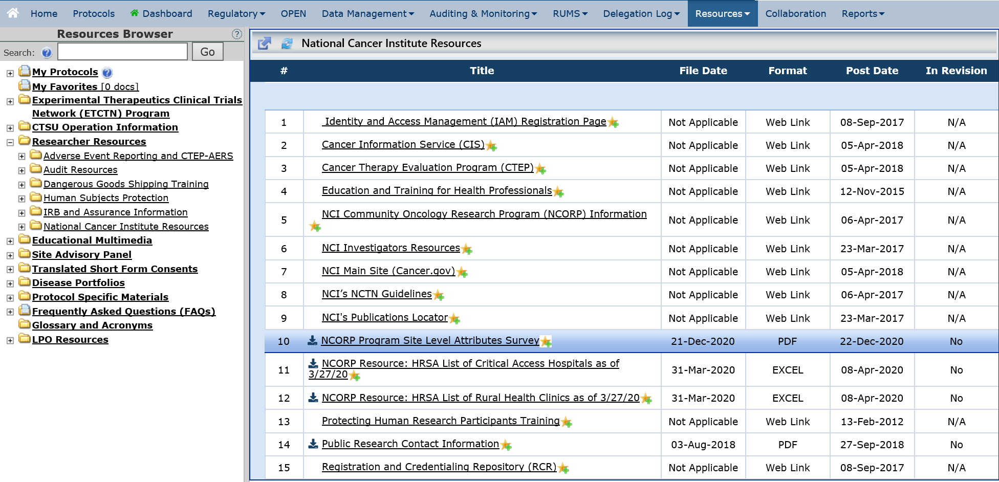 Home Protocols Dashboard Regulatory OPEN Data Management Auditing & Monitoring RUMS Delegation Log Resources Collaboration Reports
Resources Browser ?
Search: ? Go
My Protocols ?
My Favorites [0 docs]
Experimental Therapeutics Clinical Trials
Network (ETCTN) Program
CTSU Operation Information
Researcher Resources
Adverse Event Reporting and CTEP-AERS
Audit Resources
Dangerous Goods Shipping Training
Human Subjects Protection
IRB and Assurance Information
National Cancer Institute Resources
Educational Multimedia
Site Advisory Panel
Translated Short Form Consents
Disease Portfolios
Protocol Specific Materials
Frequently Asked Questions (FAQs)
Glossary and Acronyms
LPO Resources
National Cancer Institute Resources
# Title File Date Format Post Date In Revision
1 Identity and Access Management (IAM) Registration Page Not Applicable Web Link 08-Sep-2017 N/A
2 Cancer Information Service (CIS) Not Applicable Web Link 05-Apr-2018 N/A
3 Cancer Therapy Evaluation Program (CTEP) Not Applicable Web Link 05-Apr-2018 N/A
4 Education and Training for Health Professionals Not Applicable Web Link 12-Nov-2015 N/A
5 NCI Community Oncology Research Program (NCORP) Information Not Applicable Web Link 06-Apr-2017 N/A
6 NCI Investigators Resources Not Applicable Web Link 23-Mar-2017 N/A
7 NCI Main Site (Cancer.gov) Not Applicable Web Link 05-Apr-2018 N/A
8 NCI’s NCTN Guidelines Not Applicable Web Link 06-Apr-2017 N/A
9 NCI's Publications Locator Not Applicable Web Link 23-Mar-2017 N/A
10 NCORP Program Site Level Attributes Survey 21-Dec-2020 PDF 22-Dec-2020 No
11 NCORP Resource: HRSA List of Critical Access Hospitals as of
3/27/20 31-Mar-2020 EXCEL 08-Apr-2020 No
12 NCORP Resource: HRSA List of Rural Health Clinics as of 3/27/20 31-Mar-2020 EXCEL 08-Apr-2020 No
13 Protecting Human Research Participants Training Not Applicable Web Link 13-Feb-2012 N/A
14 Public Research Contact Information 03-Aug-2018 PDF 27-Sep-2018 No
15 Registration and Credentialing Repository (RCR) Not Applicable Web Link 08-Sep-2017 N/A